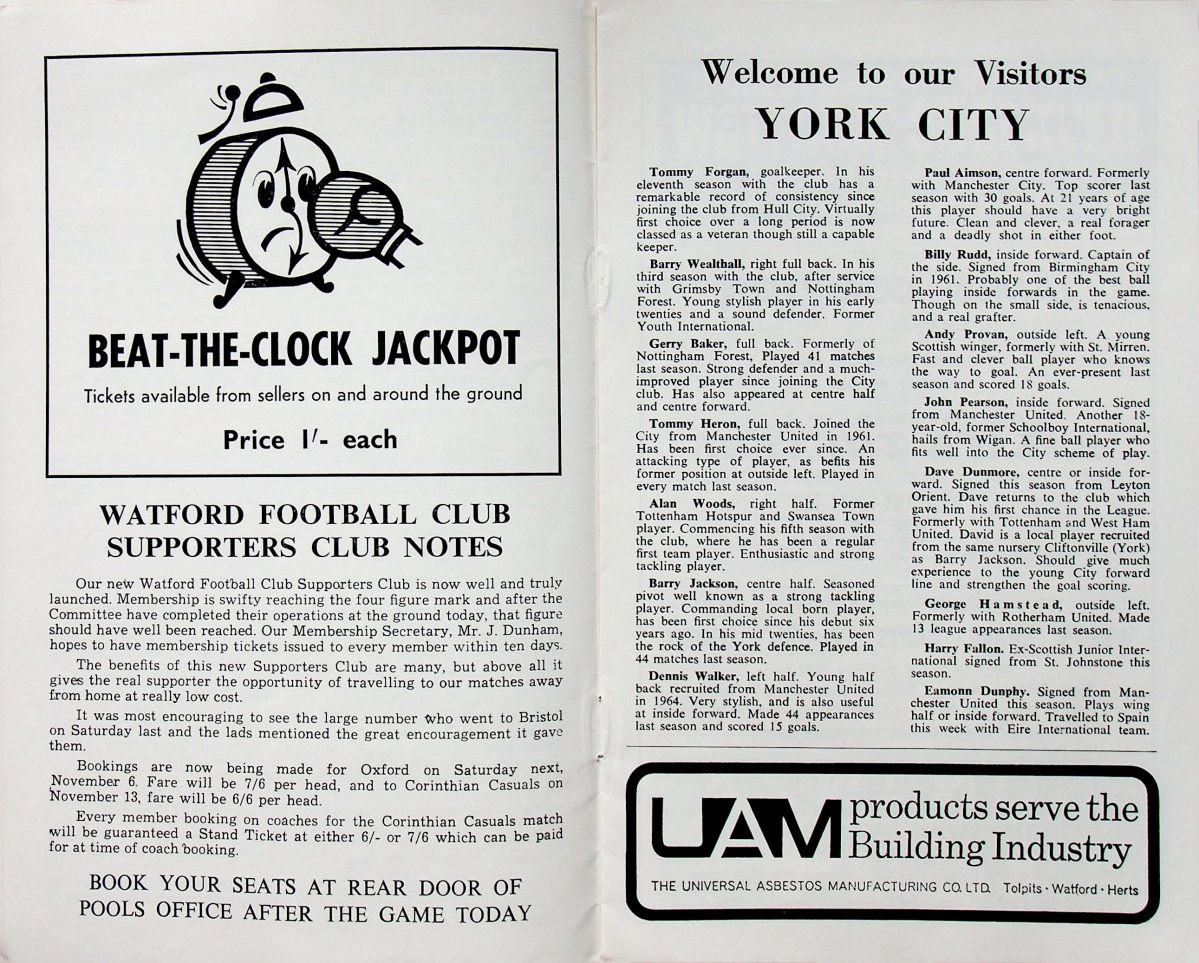 BEAT-THE-CLOCK JACKPOT
Tickets available from sellers on and around the ground
Price 1/- each
WATFORD FOOTBALL CLUB
SUPPORTERS CLUB NOTES
Our new Watford Football Club Supporters Club is now well and truly
launched. Membership is swifty reaching the four figure mark and after the
Committee have completed their operations at the ground today, that figure
should have well been reached. Our Membership Secretary, Mr. J. Dunham,
hopes to have membership tickets issued to every member within ten days.
The benefits of this new Supporters Club are many, but above all it
gives the real supporter the opportunity of travelling to our matches away
from home at really low cost.
It was most encouraging to see the large number who went to Bristol
on Saturday last and the lads mentioned the great encouragement it gave
them.
Bookings are now being made for Oxford on Saturday next,
November 6. Fare will be 7/6 per head, and to Corinthian Casuals on
November 13, fare will be 6/6 per head.
Every member booking on coaches for the Corinthian Casuals match
will be guaranteed a Stand Ticket at either 6/- or 7/6 which can be paid
for at time of coach booking.
BOOK YOUR SEATS AT REAR DOOR OF
POOLS OFFICE AFTER THE GAME TODAY
Welcome to our Visitors
YORK CITY
Tommy Forgan, goalkeeper. In his
eleventh season with the club has a
remarkable record of consistency since
joining the club from Hull City. Virtually
first choice over a long period is now
classed as a veteran though still a capable
keeper.
Barry Wealthall, right full back. In his
third season with the club, after service
with Grimsby Town and Nottingham
Forest. Young stylish player in his early
twenties and a sound defender. Former
Youth International.
Gerry Baker, full back. Formerly of
Nottingham Forest, Played 41 matches
last season. Strong defender and a much-
improved player since joining the City
club. Has also appeared at centre half
and centre forward.
Tommy Heron, full back. Joined the
City from Manchester United in 1961.
Has been first choice ever since. An
attacking type of player, as befits his
former position at outside left. Played in
every match last season.
Alan Woods, right half. Former
Tottenham Hotspur and Swansea Town
player. Commencing his fifth season with
the club, where he has been a regular
first team player. Enthusiastic and strong
tackling player.
Barry Jackson, centre half. Seasoned
pivot well known as a strong tackling
player. Commanding local born player,
has been first choice since his debut six
years ago. In his mid twenties, has been
the rock of the York defence. Played in
44 matches last season.
Dennis Walker, left half. Young half
back recruited from Manchester United
in 1964. Very stylish, and is also useful
at inside forward. Made 44 appearances
last season and scored 15 goals.
Paul Aimson, centre forward. Formerly
with Manchester City. Top scorer last
season with 30 goals. At 21 years of age
this player should have a very bright
future. Clean and clever, a real forager
and a deadly shot in either foot.
Billy Rudd, inside forward. Captain of
the side. Signed from Birmingham City
in 1961. Probably one of the best ball
playing inside forwards in the game.
Though on the small side, is tenacious,
and a real grafter.
Andy Provan, outside left. A young
Scottish winger, formerly with St. Mirren.
Fast and clever ball player who knows
the way to goal. An ever-present last
season and scored 18 goals.
John Pearson, inside forward. Signed
from Manchester United. Another 18-
year-old, former Schoolboy International,
hails from Wigan. A fine ball player who
fits well into the City scheme of play.
Dave Dunmore, centre or inside for-
ward. Signed this season from Leyton
Orient. Dave returns to the club which
gave him his first chance in the League.
Formerly with Tottenham and West Ham
United. David is a local player recruited
from the same nursery Cliftonville (York)
as Barry Jackson. Should give much
experience to the young City forward
line and strengthen the goal scoring.
George Hamstead, outside left.
Formerly with Rotherham United. Made
13 league appearances last season.
Harry Fallon. Ex-Scottish Junior Inter-
national signed from St. Johnstone this
season.
Eamonn Dunphy. Signed from Man-
chester United this season. Plays wing
half or inside forward. Travelled to Spain
this week with Eire International team.
UAM products serve the
Building Industry
THE UNIVERSAL ASBESTOS MANUFACTURING CO. LTD. Tolpits · Watford · Herts